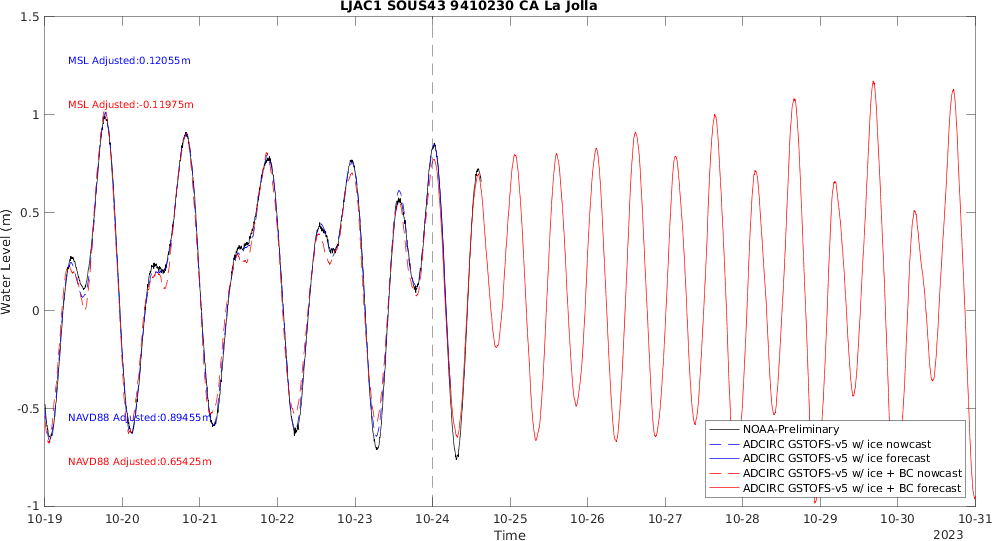 LJAC1 SOUS43 9410230 CA La Jolla
1.5
1
0.5
0
-0.5
-1
Water Level (m)
MSL Adjusted:0.12055m
MSL Adjusted:-0.11975m
NAVD88 Adjusted:0.89455m
NAVD88 Adjusted:0.65425m
NOAA-Preliminary
ADCIRC GSTOFS-v5 w/ ice nowcast
ADCIRC GSTOFS-v5 w/ ice forecast
ADCIRC GSTOFS-v5 w/ ice + BC nowcast
ADCIRC GSTOFS-v5 w/ ice + BC forecast
10-19 10-20 10-21 10-22 10-23 10-24 10-25 10-26 10-27 10-28 10-29 10-30 10-31
Time
2023